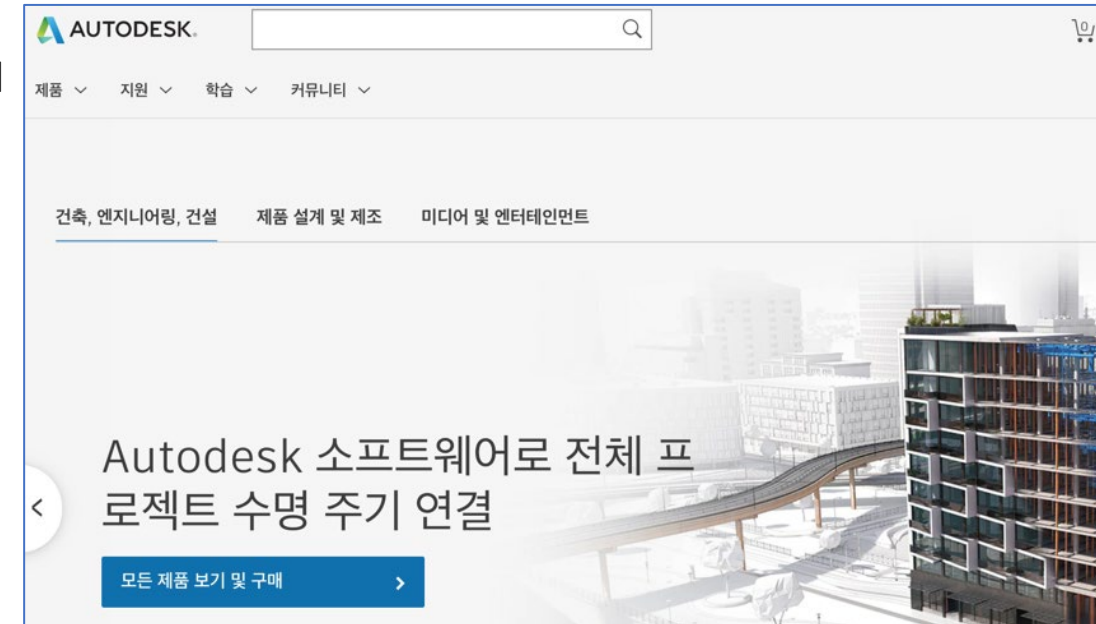 AUTODESK.
0
제품 지원 학습 커뮤니티
건축, 엔지니어링, 건설 제품 설계 및 제조 미디어 및 엔터테인먼트
Autodesk 소프트웨어로 전체 프
로젝트 수명 주기 연결
모든 제품 보기 및 구매